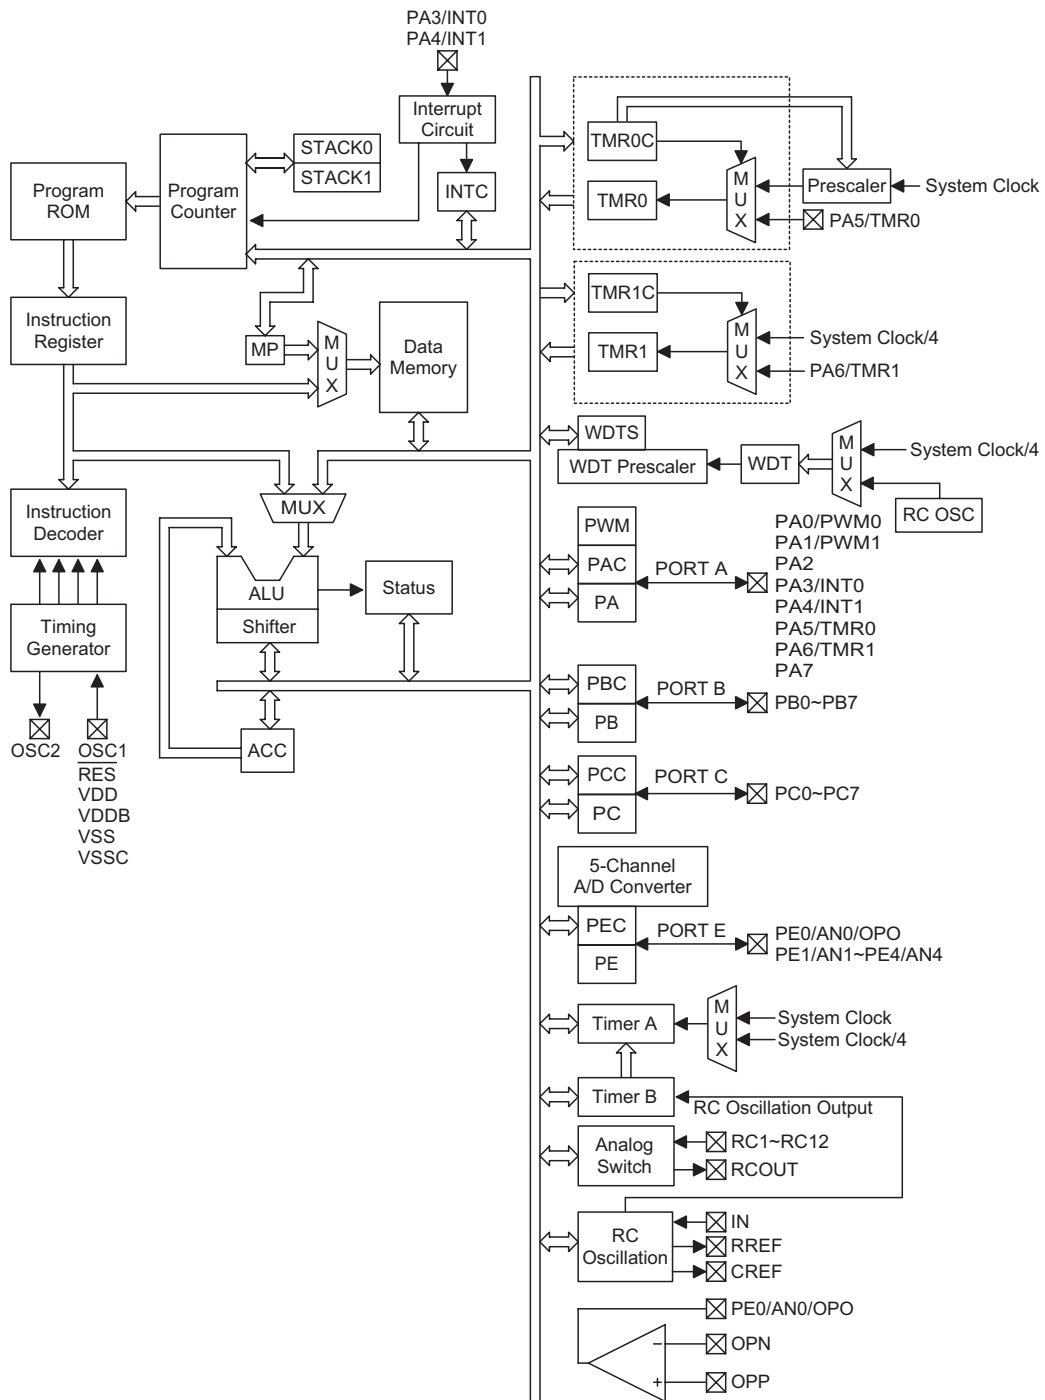 PA3/INT0
PA4/INT1
Interrupt
Circuit
STACK0
STACK1
INTC
Program
ROM
Program
Counter
Instruction
Register
MP
M
U
X
Data
Memory
MUX
Instruction
Decoder
ALU
Shifter
Status
Timing
Generator
ACC
OSC2
OSC1
RES
VDD
VDDB
VSS
VSSC
TMR0C
TMR0
M
U
X
Prescaler
System Clock
PA5/TMR0
TMR1C
TMR1
M
U
X
System Clock/4
PA6/TMR1
WDTS
WDT Prescaler
WDT
M
U
X
System Clock/4
RC OSC
PWM
PAC
PA
PORT A
PA0/PWM0
PA1/PWM1
PA2
PA3/INT0
PA4/INT1
PA5/TMR0
PA6/TMR1
PA7
PBC
PB
PORT B
PB0~PB7
PCC
PC
PORT C
PC0~PC7
5-Channel
A/D Converter
PEC
PE
PORT E
PE0/AN0/OPO
PE1/AN1~PE4/AN4
Timer A
M
U
X
System Clock
System Clock/4
Timer B
RC Oscillation Output
Analog
Switch
RC1~RC12
RCOUT
RC
Oscillation
IN
RREF
CREF
PE0/AN0/OPO
−
OPN
+
OPP